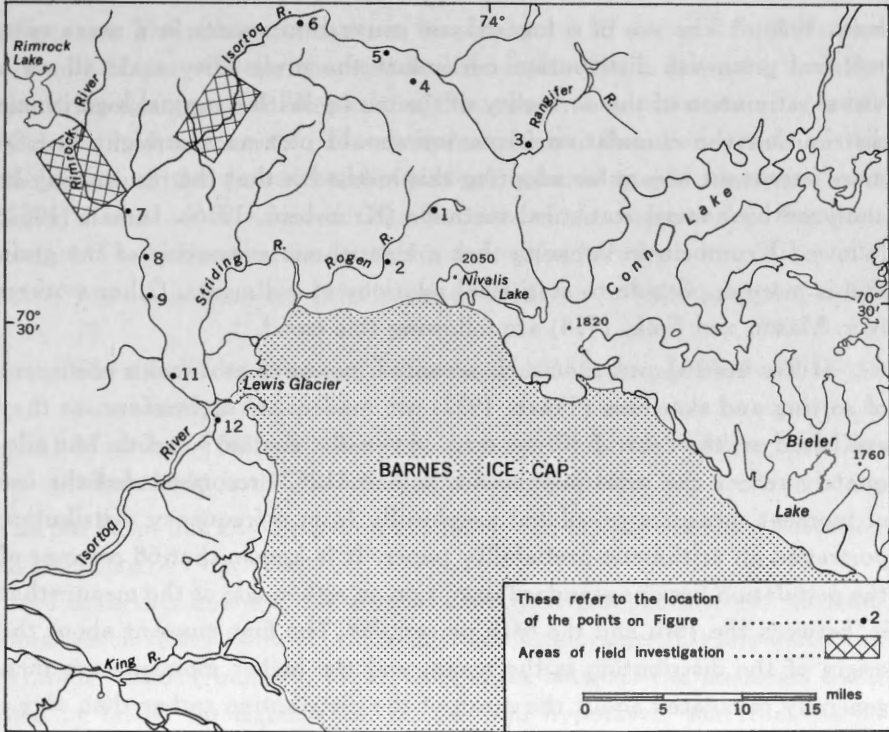 74°
Isortoq R.
6
Rimrock Lake
5
4
Rangifer R.
Rimrock River
Conn Lake
7
1
Striding R.
Rogen R.
2
2050
Nivalis Lake
8
9
70° 30'
70° 30'
1820
11
Lewis Glacier
12
Isortoq River
BARNES ICE CAP
Bieler Lake
1760
King R.
These refer to the location
of the points on Figure 2
Areas of field investigation
0 5 10 15 miles